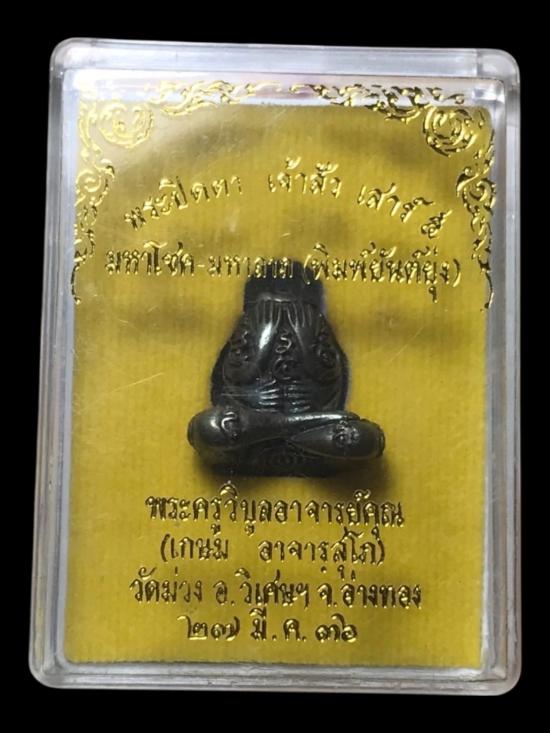 พระปิดตา เจ้าสัว เสาร์ ๕
มหาโชค-มหาลาภ (พิมพ์ยันต์ยุ่ง)
พระครูวิบูลอาจารย์คุณ
(เกษม อาจารสุโภ)
วัดม่วง อ.วิเศษฯ จ.อ่างทอง
๒๗ มี.ค. ๓๖